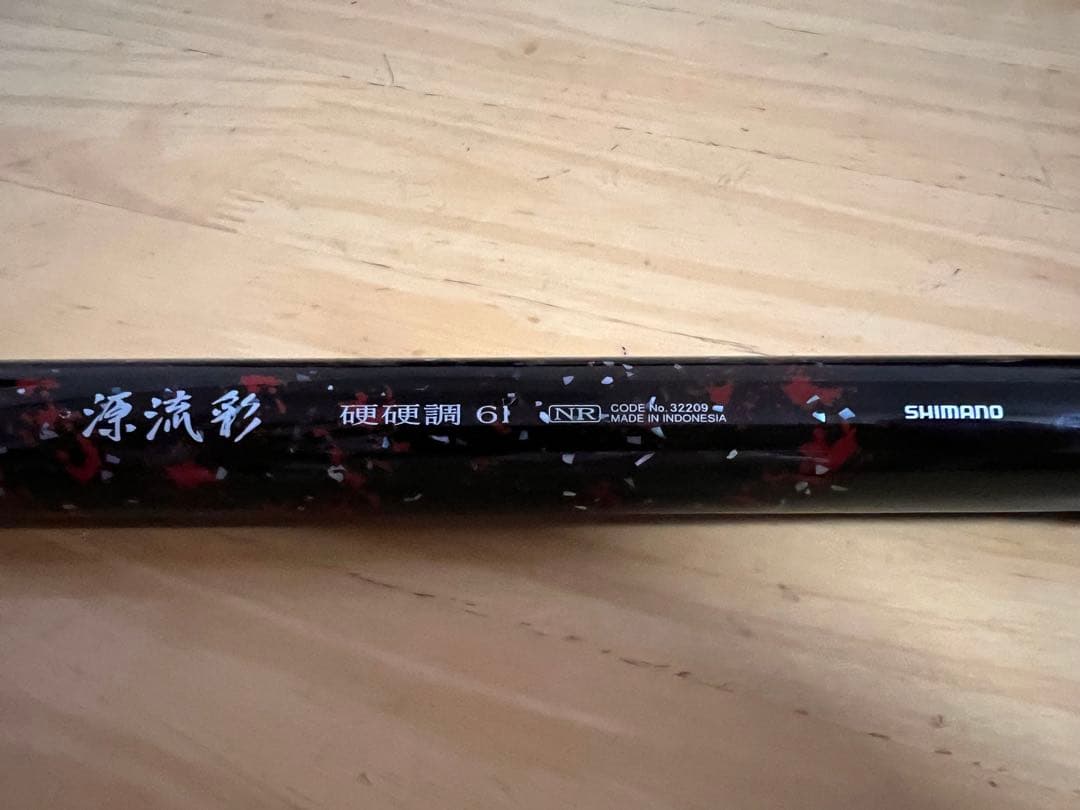 源流彩 硬硬調 61 NR CODE No. 32209 SHIMANO
MADE IN INDONESIA